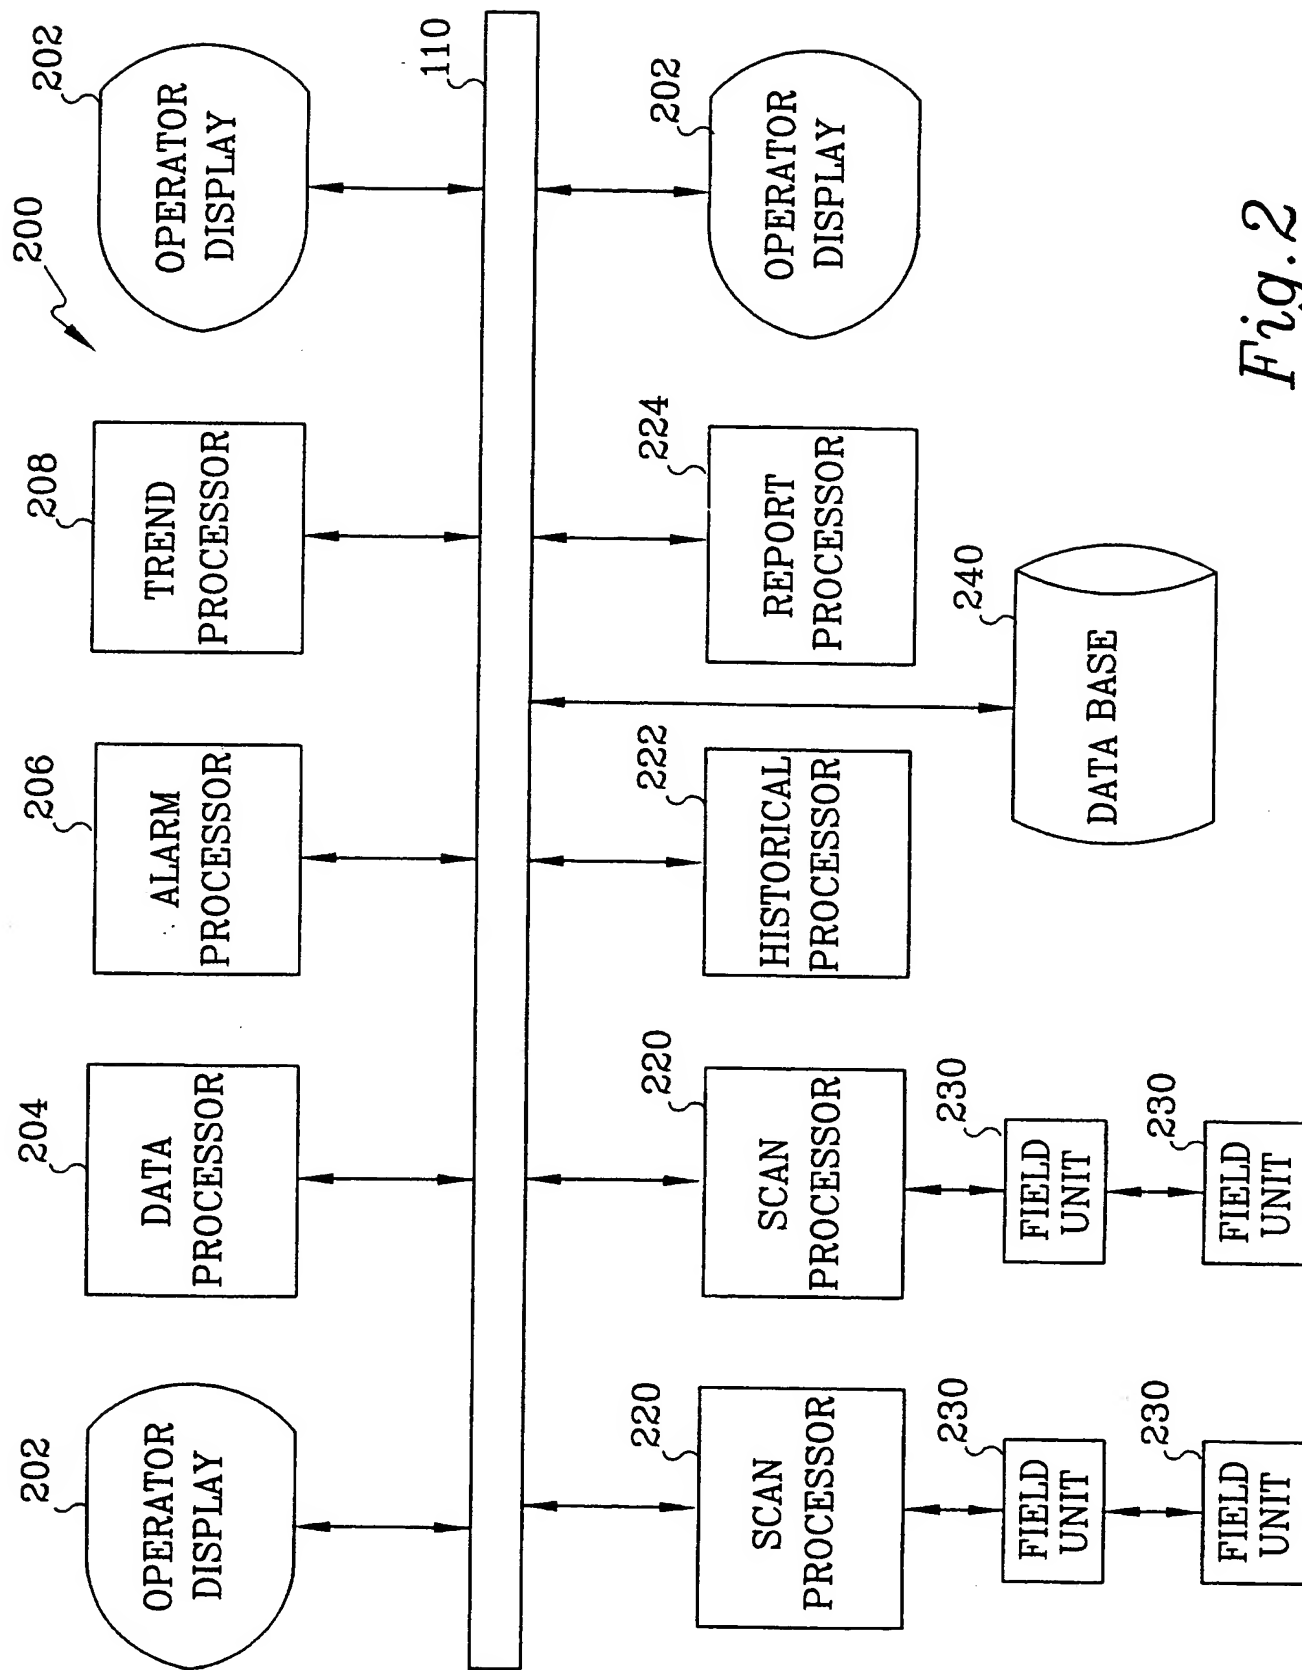 200
202
OPERATOR
DISPLAY
204
DATA
PROCESSOR
206
ALARM
PROCESSOR
208
TREND
PROCESSOR
202
OPERATOR
DISPLAY
110
220
SCAN
PROCESSOR
220
SCAN
PROCESSOR
222
HISTORICAL
PROCESSOR
224
REPORT
PROCESSOR
202
OPERATOR
DISPLAY
230
FIELD
UNIT
230
FIELD
UNIT
240
DATA BASE
230
FIELD
UNIT
230
FIELD
UNIT
Fig.2